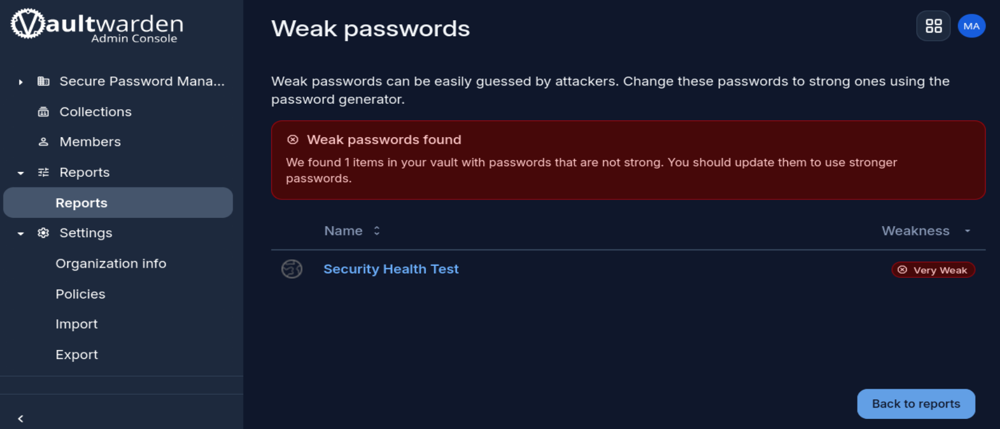 Vaultwarden
Admin Console
Secure Password Mana...
Collections
Members
Reports
Reports
Settings
Organization info
Policies
Import
Export
Weak passwords
MA
Weak passwords can be easily guessed by attackers. Change these passwords to strong ones using the
password generator.
Weak passwords found
We found 1 items in your vault with passwords that are not strong. You should update them to use stronger
passwords.
Name Weakness
Security Health Test Very Weak
Back to reports